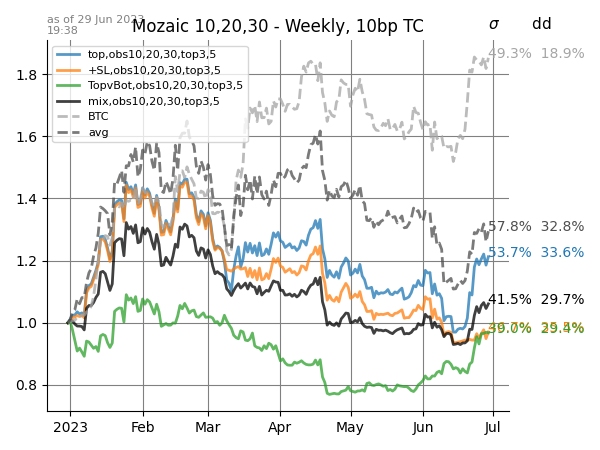 as of 29 Jun 2023
19:38
Mozaic 10,20,30 - Weekly, 10bp TC
σ dd
top,obs10,20,30,top3,5
+SL,obs10,20,30,top3,5
TopvBot,obs10,20,30,top3,5
mix,obs10,20,30,top3,5
BTC
avg
49.3% 18.9%
57.8% 32.8%
53.7% 33.6%
41.5% 29.7%
1.8
1.6
1.4
1.2
1.0
0.8
2023 Feb Mar Apr May Jun Jul